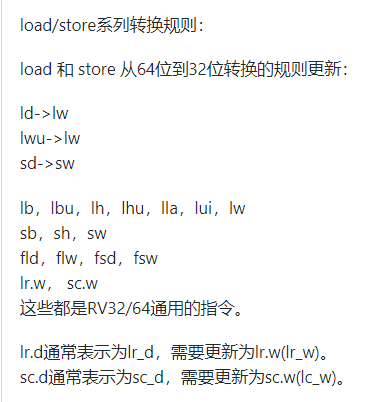 load/store系列转换规则：
load 和 store 从64位到32位转换的规则更新：
ld->lw
lwu->lw
sd->sw
lb，lbu，lh，lhu，lla，lui，lw
sb，sh，sw
fld，flw，fsd，fsw
lr.w， sc.w
这些都是RV32/64通用的指令。
lr.d通常表示为lr_d，需要更新为lr.w(lr_w)。
sc.d通常表示为sc_d，需要更新为sc.w(lc_w)。